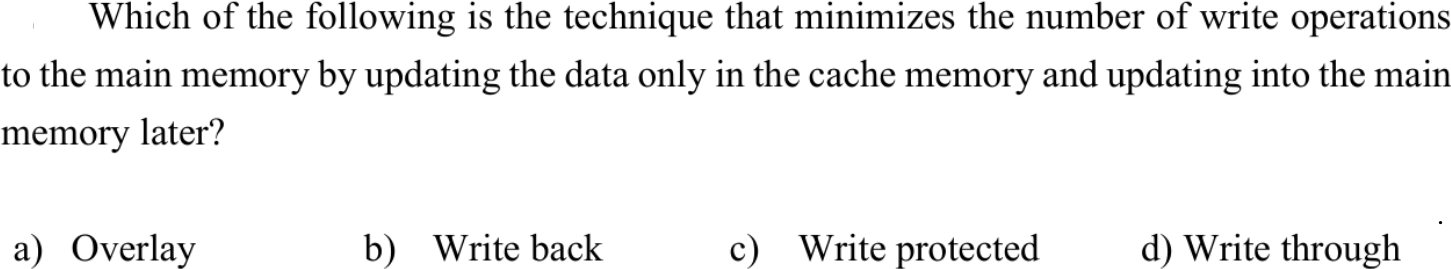 Which of the following is the technique that minimizes the number of write operations
to the main memory by updating the data only in the cache memory and updating into the main
memory later?
a) Overlay b) Write back c) Write protected d) Write through